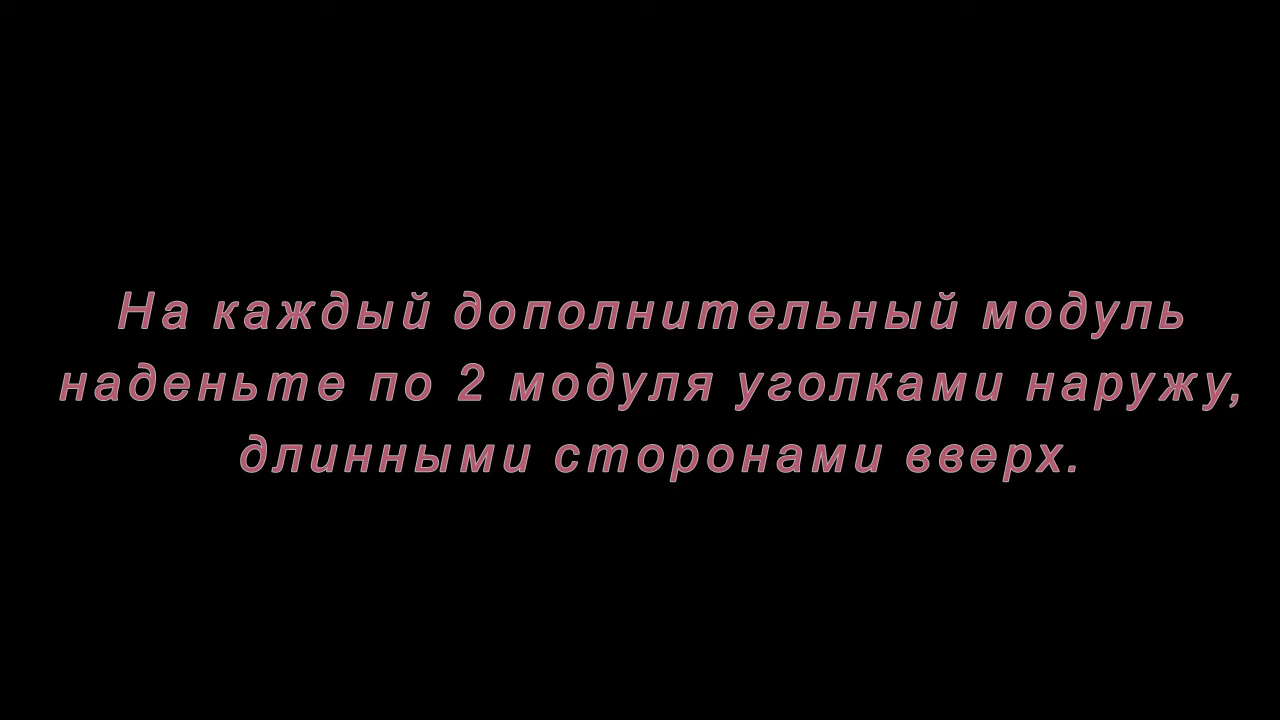 На каждый дополнительный модуль
наденьте по 2 модуля уголками наружу,
длинными сторонами вверх.